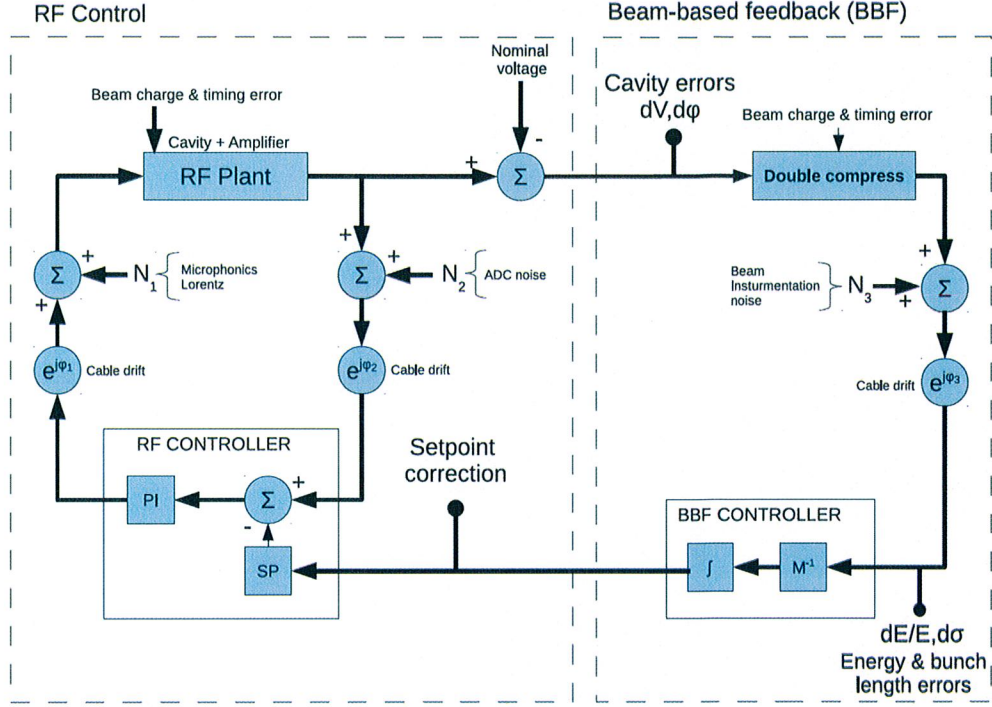 RF Control
Beam-based feedback (BBF)
Nominal
voltage
Beam charge & timing error
Cavity errors
dV,dφ
Beam charge & timing error
Cavity + Amplifier
RF Plant
+
-
Σ
Double compress
+
Σ
+
N1
Microphonics
Lorentz
+
+
Σ
N2
ADC noise
Beam
Insturmentation
noise
N3
+
+
Σ
+
ejφ1
Cable drift
ejφ2
Cable drift
Cable drift
ejφ3
RF CONTROLLER
Setpoint
correction
PI
Σ
+
-
SP
BBF CONTROLLER
∫
M-1
dE/E,dσ
Energy & bunch
length errors